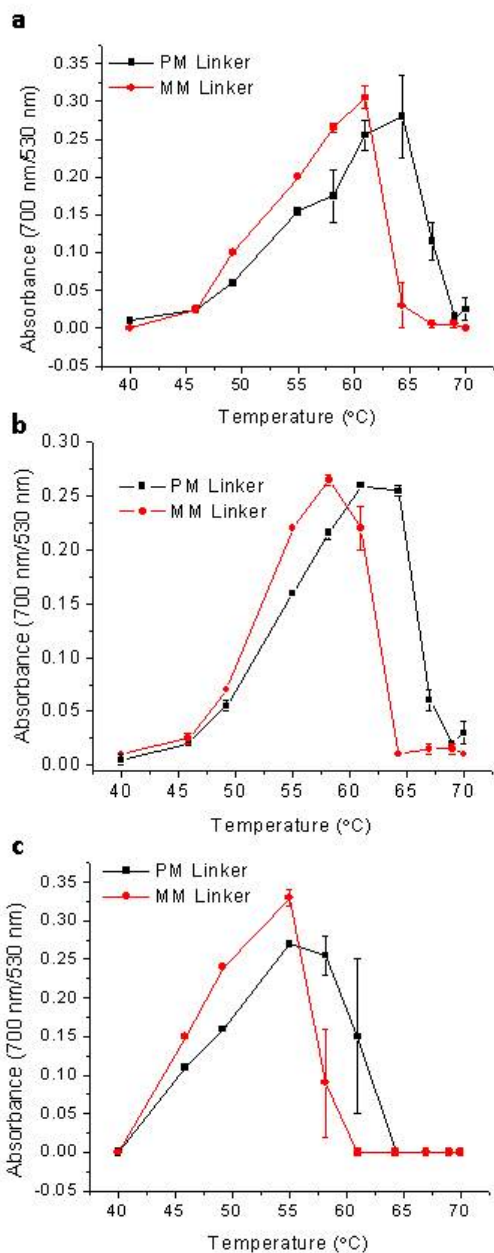 a
PM Linker
MM Linker
0.35
0.30
0.25
0.20
0.15
0.10
0.05
0.00
-0.05
Absorbance (700 nm/530 nm)
40 45 50 55 60 65 70
Temperature (°C)
b
PM Linker
MM Linker
0.30
0.25
0.20
0.15
0.10
0.05
0.00
Absorbance (700 nm/530 nm)
40 45 50 55 60 65 70
Temperature (°C)
c
PM Linker
MM Linker
0.35
0.30
0.25
0.20
0.15
0.10
0.05
0.00
-0.05
Absorbance (700 nm/530 nm)
40 45 50 55 60 65 70
Temperature (°C)